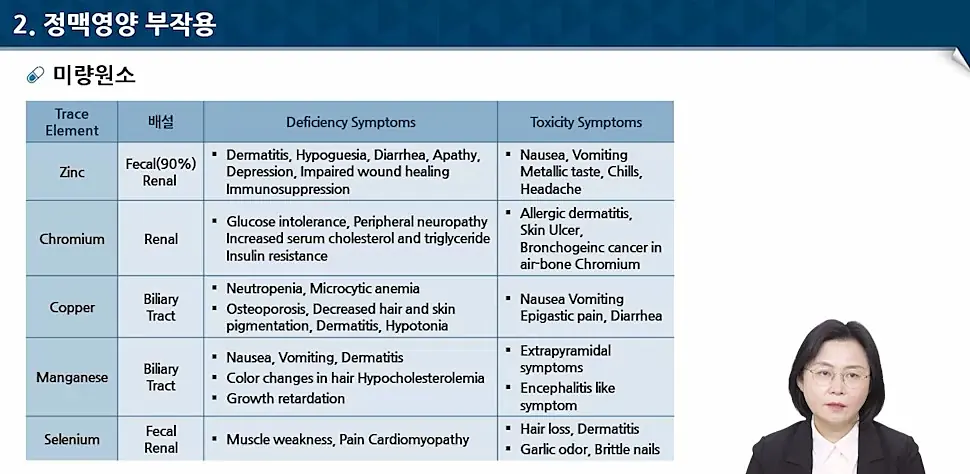 2. 정맥영양 부작용
미량원소
Trace
Element
배설
Deficiency Symptoms
Toxicity Symptoms
Zinc
Fecal(90%)
Renal
▪ Dermatitis, Hypoguesia, Diarrhea, Apathy,
Depression, Impaired wound healing
Immunosuppression
▪ Nausea, Vomiting
Metallic taste, Chills,
Headache
Chromium
Renal
▪ Glucose intolerance, Peripheral neuropathy
Increased serum cholesterol and triglyceride
Insulin resistance
▪ Allergic dermatitis,
Skin Ulcer,
Bronchogeinc cancer in
air-bone Chromium
Copper
Biliary
Tract
▪ Neutropenia, Microcytic anemia
▪ Osteoporosis, Decreased hair and skin
pigmentation, Dermatitis, Hypotonia
▪ Nausea Vomiting
Epigastic pain, Diarrhea
Manganese
Biliary
Tract
▪ Nausea, Vomiting, Dermatitis
▪ Color changes in hair Hypocholesterolemia
▪ Growth retardation
▪ Extrapyramidal
symptoms
▪ Encephalitis like
symptom
Selenium
Fecal
Renal
▪ Muscle weakness, Pain Cardiomyopathy
▪ Hair loss, Dermatitis
▪ Garlic odor, Brittle nails